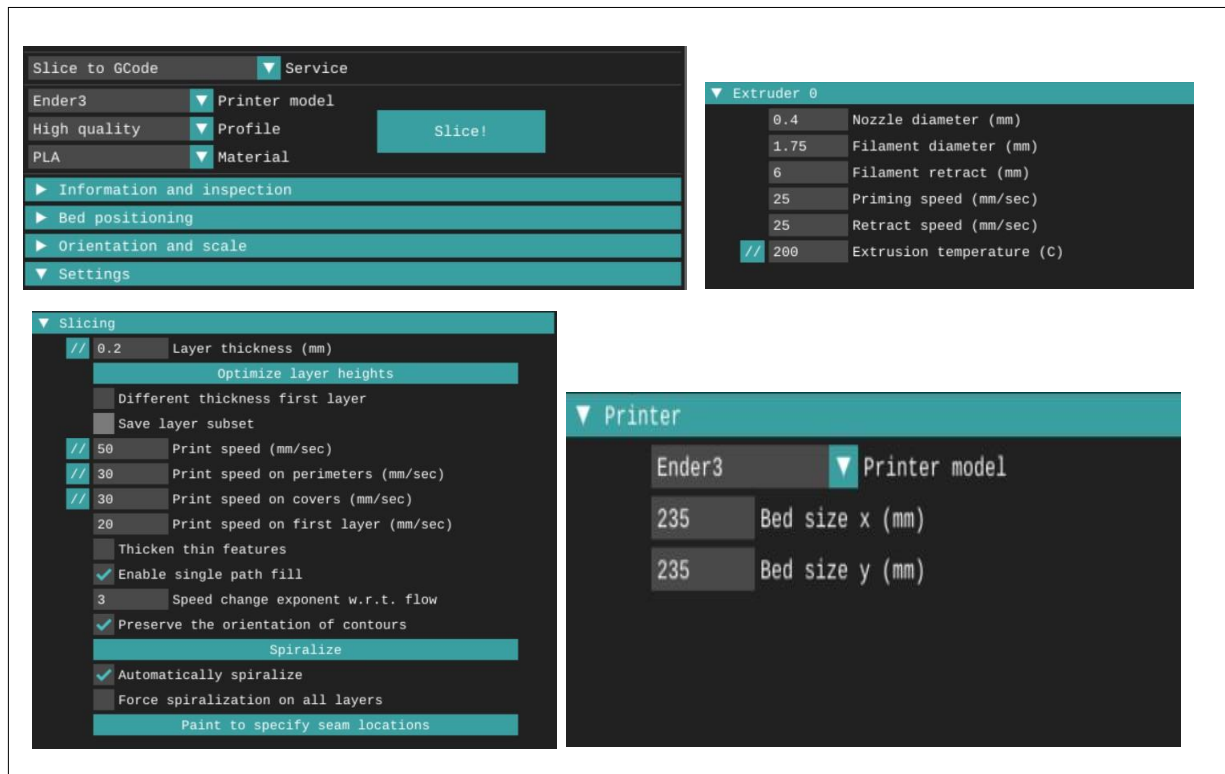 Slice to GCode Service
Ender3 Printer model
High quality Profile
Slice!
PLA Material
Information and inspection
Bed positioning
Orientation and scale
Settings
Extruder 0
0.4 Nozzle diameter (mm)
1.75 Filament diameter (mm)
6 Filament retract (mm)
25 Priming speed (mm/sec)
25 Retract speed (mm/sec)
// 200 Extrusion temperature (C)
Slicing
// 0.2 Layer thickness (mm)
Optimize layer heights
Different thickness first layer
Save layer subset
// 50 Print speed (mm/sec)
// 30 Print speed on perimeters (mm/sec)
// 30 Print speed on covers (mm/sec)
20 Print speed on first layer (mm/sec)
Thicken thin features
Enable single path fill
3 Speed change exponent w.r.t. flow
Preserve the orientation of contours
Spiralize
Automatically spiralize
Force spiralization on all layers
Paint to specify seam locations
Printer
Ender3 Printer model
235 Bed size x (mm)
235 Bed size y (mm)